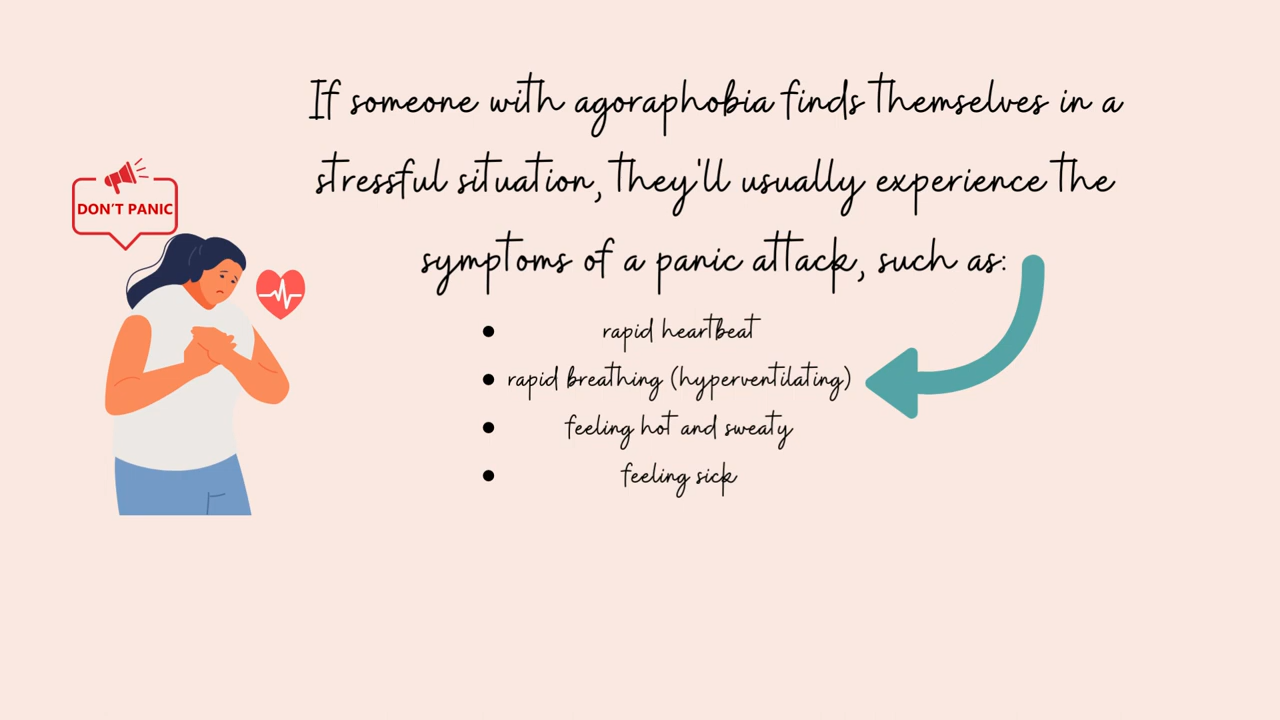 If someone with agoraphobia finds themselves in a
stressful situation, they'll usually experience the
symptoms of a panic attack, such as:
DON'T PANIC
• rapid heartbeat
• rapid breathing (hyperventilating)
• feeling hot and sweaty
• feeling sick